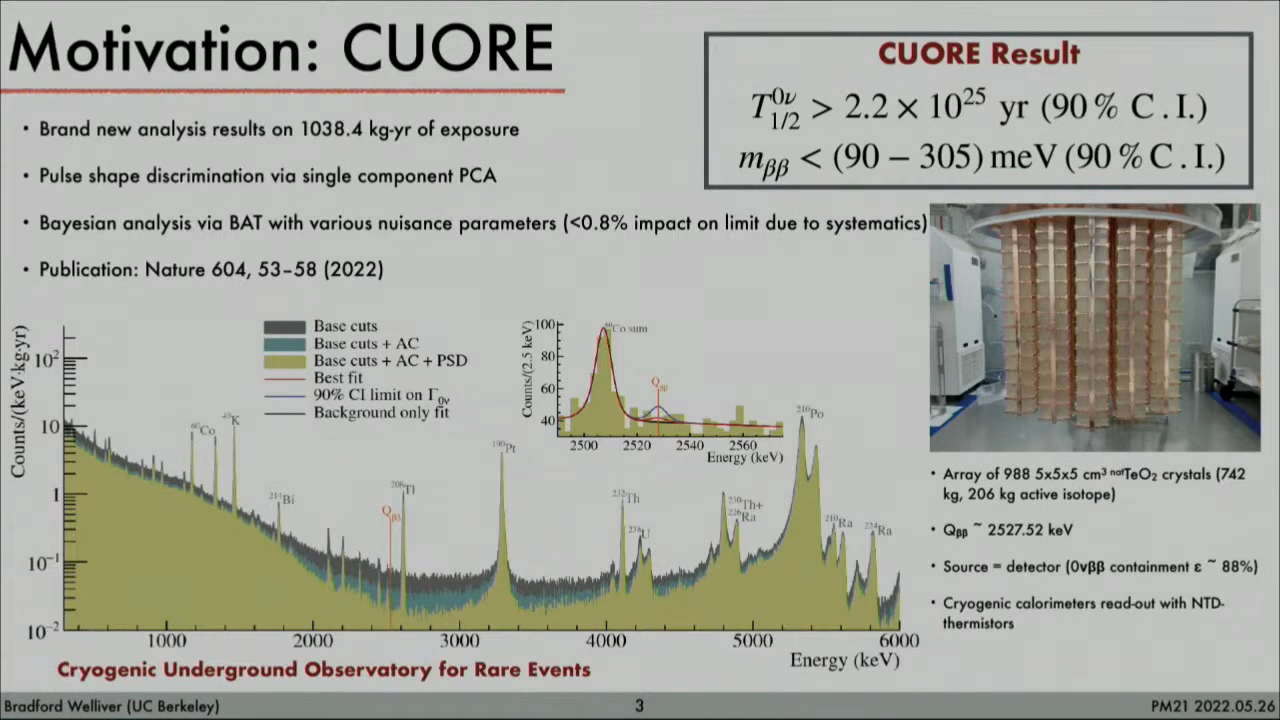 Motivation: CUORE
CUORE Result
T^{0ν}_{1/2} > 2.2 × 10^{25} yr (90 % C . I.)
m_{ββ} < (90 − 305) meV (90 % C . I.)
• Brand new analysis results on 1038.4 kg-yr of exposure
• Pulse shape discrimination via single component PCA
• Bayesian analysis via BAT with various nuisance parameters (<0.8% impact on limit due to systematics)
• Publication: Nature 604, 53–58 (2022)
Counts/(keV·kg·yr)
10²
10
1
10⁻¹
10⁻²
Base cuts
Base cuts + AC
Base cuts + AC + PSD
Best fit
90% CI limit on Γ₀ᵥ
Background only fit
⁶⁰Co
⁴⁰K
²¹⁴Bi
Qββ
²⁰⁸Tl
¹⁹⁰Pt
²³²Th
²³⁸U
²³⁰Th+
²²⁶Ra
²¹⁰Po
²¹⁰Ra
²²⁴Ra
1000 2000 3000 4000 5000 6000
Energy (keV)
Counts/(2.5 keV)
100
80
60
40
⁶⁰Co sum
Qββ
2500 2520 2540 2560
Energy (keV)
Cryogenic Underground Observatory for Rare Events
• Array of 988 5x5x5 cm³ ⁿᵃᵗTeO₂ crystals (742
kg, 206 kg active isotope)
• Qββ ~ 2527.52 keV
• Source = detector (0νββ containment ε ~ 88%)
• Cryogenic calorimeters read-out with NTD-
thermistors
Bradford Welliver (UC Berkeley)
3
PM21 2022.05.26